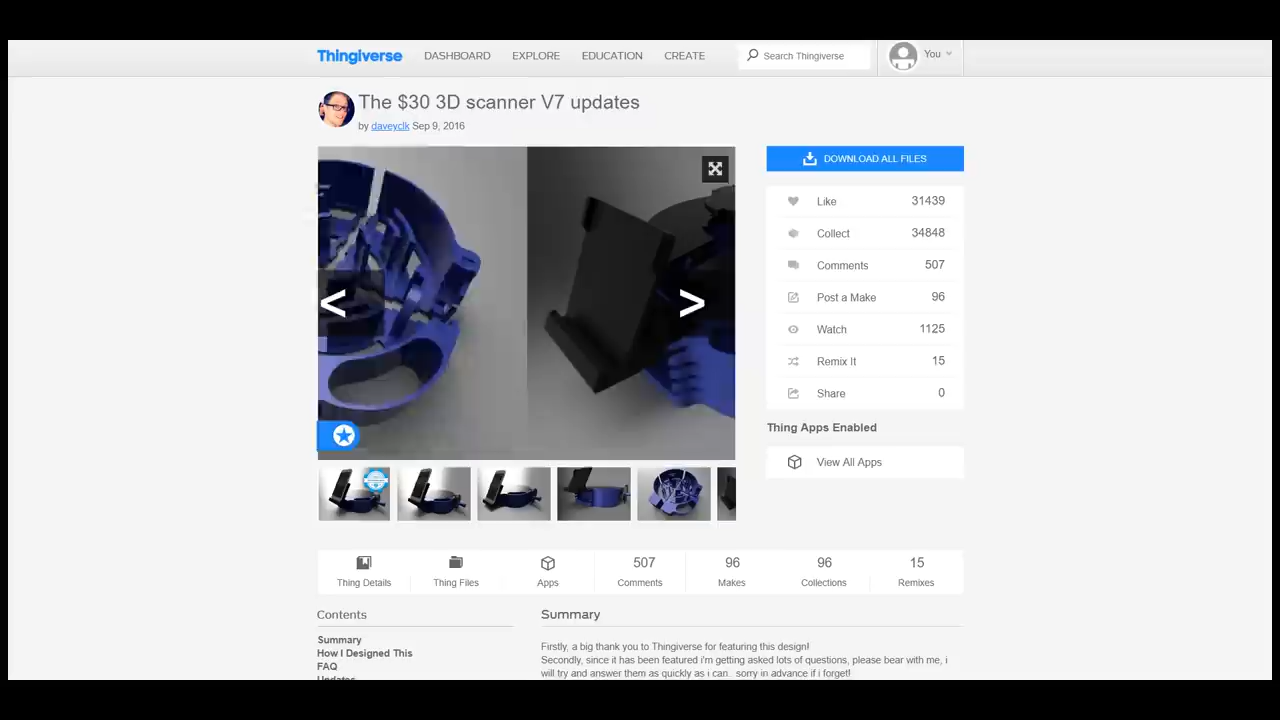 Thingiverse DASHBOARD EXPLORE EDUCATION CREATE Search Thingiverse You
The $30 3D scanner V7 updates
by daveyclk Sep 9, 2016
DOWNLOAD ALL FILES
Like 31439
Collect 34848
Comments 507
Post a Make 96
Watch 1125
Remix It 15
Share 0
Thing Apps Enabled
View All Apps
507 96 96 15
Thing Details Thing Files Apps Comments Makes Collections Remixes
Contents
Summary
How I Designed This
FAQ
Updates
Summary
Firstly, a big thank you to Thingiverse for featuring this design!
Secondly, since it has been featured i'm getting asked lots of questions, please bear with me, i
will try and answer them as quickly as i can. sorry in advance if i forget!